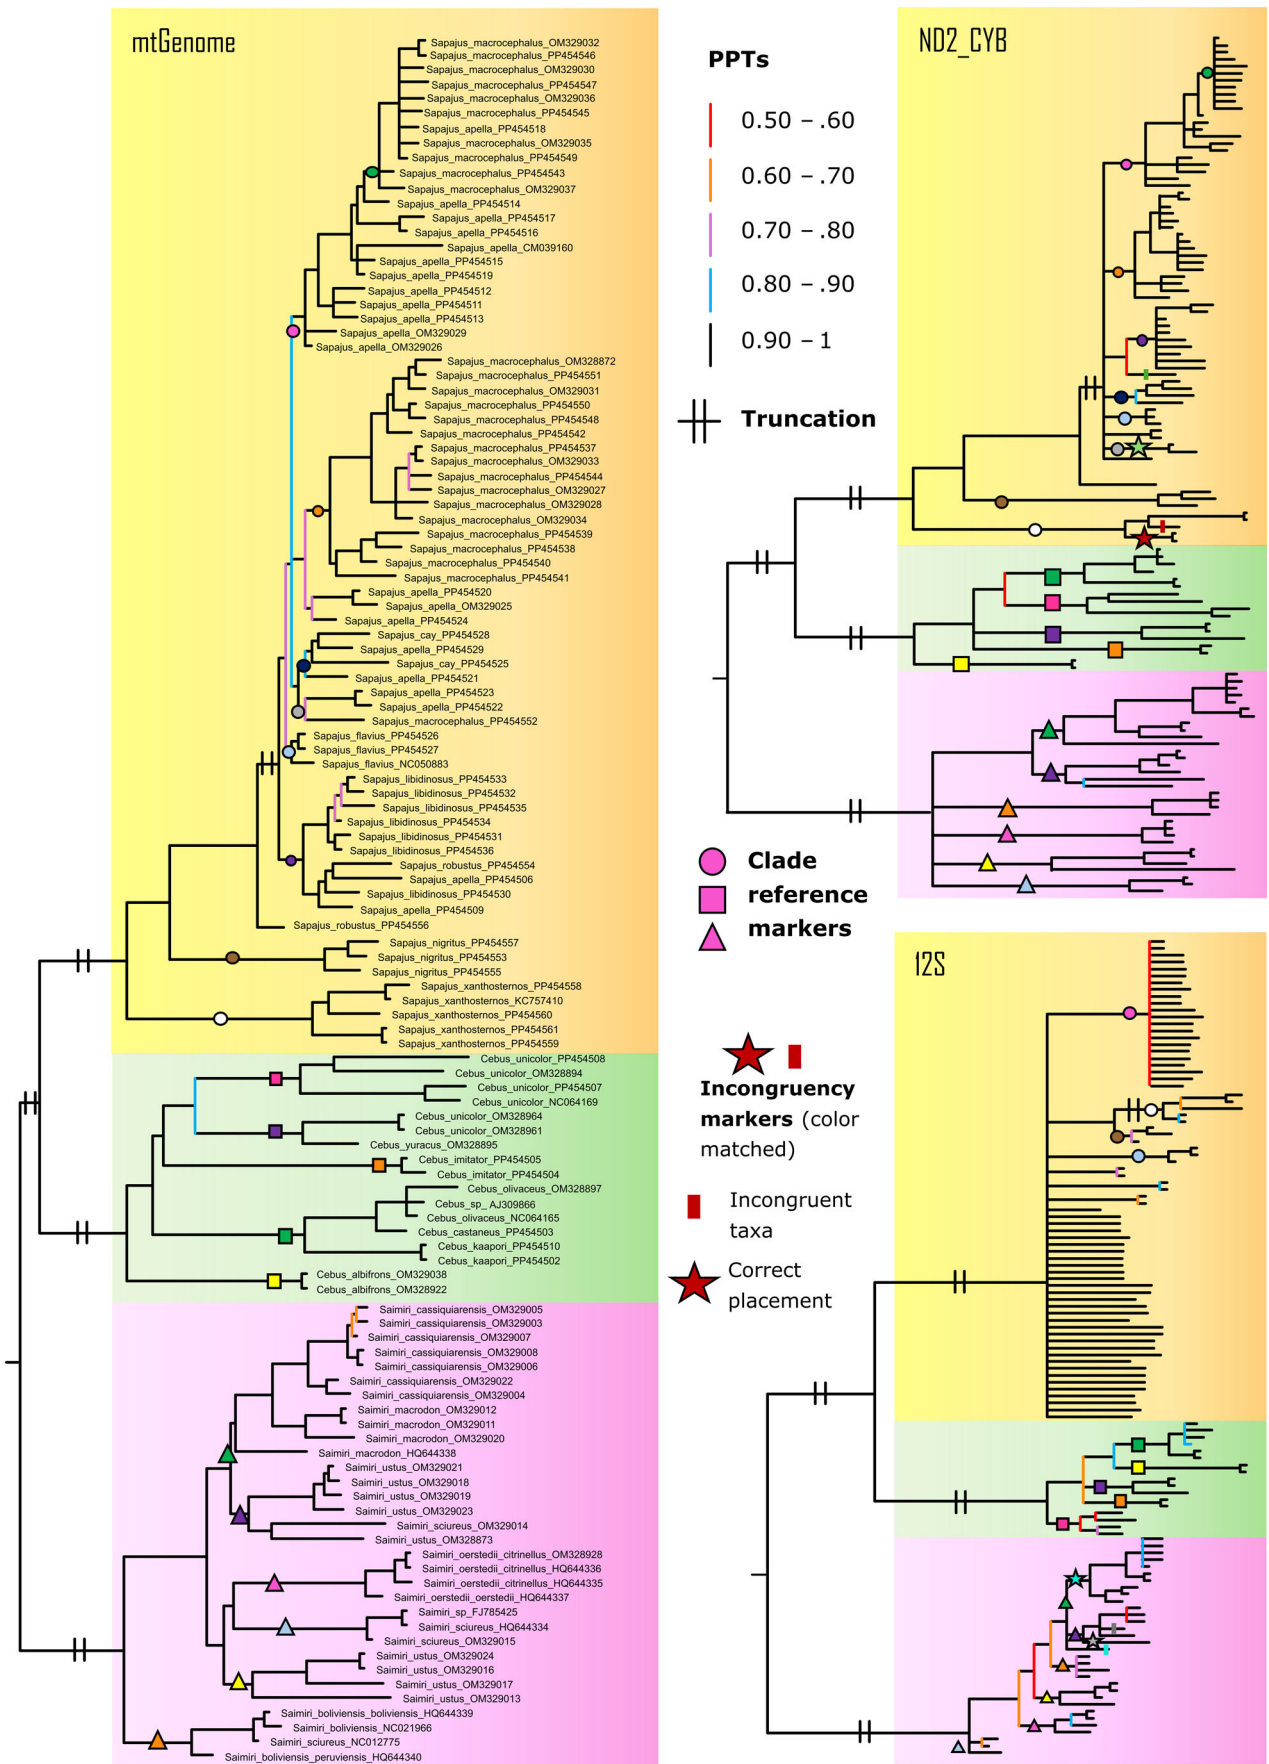 mtGenome
Sapajus_macrocephalus_OM329032
Sapajus_macrocephalus_PP454546
Sapajus_macrocephalus_OM329030
Sapajus_macrocephalus_PP454547
Sapajus_macrocephalus_OM329036
Sapajus_macrocephalus_PP454545
Sapajus_apella_PP454518
Sapajus_macrocephalus_OM329035
Sapajus_macrocephalus_PP454549
Sapajus_macrocephalus_PP454543
Sapajus_macrocephalus_OM329037
Sapajus_apella_PP454514
Sapajus_apella_PP454517
Sapajus_apella_PP454516
Sapajus_apella_CM039160
Sapajus_apella_PP454515
Sapajus_apella_PP454519
Sapajus_apella_PP454512
Sapajus_apella_PP454511
Sapajus_apella_PP454513
Sapajus_apella_OM329029
Sapajus_apella_OM329026
Sapajus_macrocephalus_OM328872
Sapajus_macrocephalus_PP454551
Sapajus_macrocephalus_OM329031
Sapajus_macrocephalus_PP454550
Sapajus_macrocephalus_PP454548
Sapajus_macrocephalus_PP454542
Sapajus_macrocephalus_PP454537
Sapajus_macrocephalus_OM329033
Sapajus_macrocephalus_PP454544
Sapajus_macrocephalus_OM329027
Sapajus_macrocephalus_OM329028
Sapajus_macrocephalus_OM329034
Sapajus_macrocephalus_PP454539
Sapajus_macrocephalus_PP454538
Sapajus_macrocephalus_PP454540
Sapajus_macrocephalus_PP454541
Sapajus_apella_PP454520
Sapajus_apella_OM329025
Sapajus_apella_PP454524
Sapajus_cay_PP454528
Sapajus_apella_PP454529
Sapajus_cay_PP454525
Sapajus_apella_PP454521
Sapajus_apella_PP454523
Sapajus_apella_PP454522
Sapajus_macrocephalus_PP454552
Sapajus_flavius_PP454526
Sapajus_flavius_PP454527
Sapajus_flavius_NC050883
Sapajus_libidinosus_PP454533
Sapajus_libidinosus_PP454532
Sapajus_libidinosus_PP454535
Sapajus_libidinosus_PP454534
Sapajus_libidinosus_PP454531
Sapajus_libidinosus_PP454536
Sapajus_robustus_PP454554
Sapajus_apella_PP454506
Sapajus_libidinosus_PP454530
Sapajus_apella_PP454509
Sapajus_robustus_PP454556
Sapajus_nigritus_PP454557
Sapajus_nigritus_PP454553
Sapajus_nigritus_PP454555
Sapajus_xanthosternos_PP454558
Sapajus_xanthosternos_KC757410
Sapajus_xanthosternos_PP454560
Sapajus_xanthosternos_PP454561
Sapajus_xanthosternos_PP454559
Cebus_unicolor_PP454508
Cebus_unicolor_OM328894
Cebus_unicolor_PP454507
Cebus_unicolor_NC064169
Cebus_unicolor_OM328964
Cebus_unicolor_OM328961
Cebus_yuracus_OM328895
Cebus_imitator_PP454505
Cebus_imitator_PP454504
Cebus_olivaceus_OM328897
Cebus_sp_ AJ309866
Cebus_olivaceus_NC064165
Cebus_castaneus_PP454503
Cebus_kaapori_PP454510
Cebus_kaapori_PP454502
Cebus_albifrons_OM329038
Cebus_albifrons_OM328922
Saimiri_cassiquiarensis_OM329005
Saimiri_cassiquiarensis_OM329003
Saimiri_cassiquiarensis_OM329007
Saimiri_cassiquiarensis_OM329008
Saimiri_cassiquiarensis_OM329006
Saimiri_cassiquiarensis_OM329022
Saimiri_cassiquiarensis_OM329004
Saimiri_macrodon_OM329012
Saimiri_macrodon_OM329011
Saimiri_macrodon_OM329020
Saimiri_macrodon_HQ644338
Saimiri_ustus_OM329021
Saimiri_ustus_OM329018
Saimiri_ustus_OM329019
Saimiri_ustus_OM329023
Saimiri_sciureus_OM329014
Saimiri_ustus_OM328873
Saimiri_oerstedii_citrinellus_OM328928
Saimiri_oerstedii_citrinellus_HQ644336
Saimiri_oerstedii_citrinellus_HQ644335
Saimiri_oerstedii_oerstedii_HQ644337
Saimiri_sp_FJ785425
Saimiri_sciureus_HQ644334
Saimiri_sciureus_OM329015
Saimiri_ustus_OM329024
Saimiri_ustus_OM329016
Saimiri_ustus_OM329017
Saimiri_ustus_OM329013
Saimiri_boliviensis_boliviensis_HQ644339
Saimiri_boliviensis_NC021966
Saimiri_sciureus_NC012775
Saimiri_boliviensis_peruviensis_HQ644340
PPTs
0.50 – .60
0.60 – .70
0.70 – .80
0.80 – .90
0.90 – 1
Truncation
Clade
reference
markers
Incongruency
markers (color
matched)
Incongruent
taxa
Correct
placement
ND2_CYB
12S